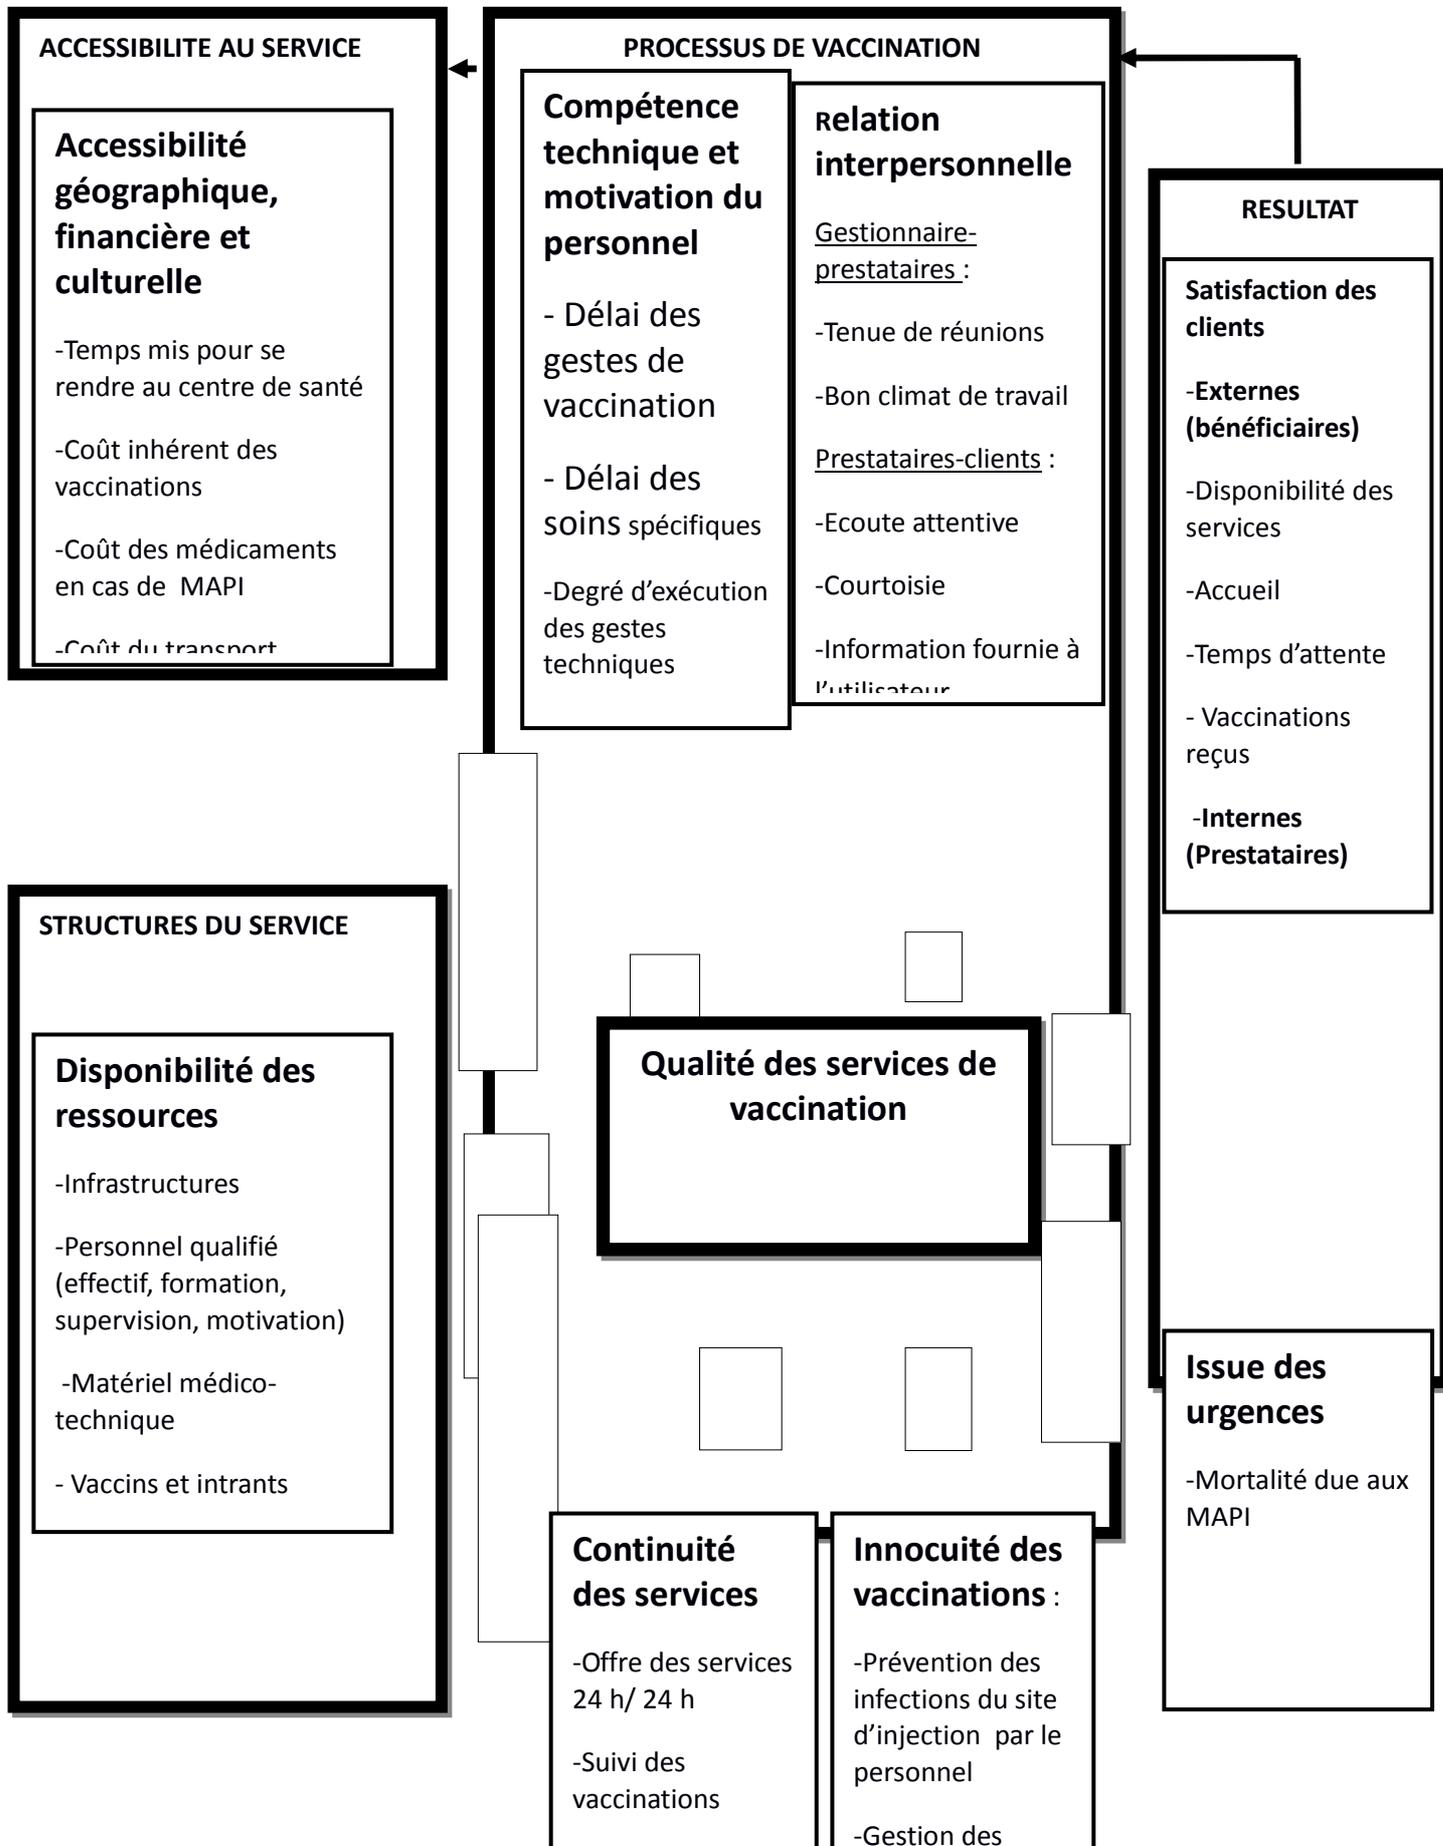 ACCESSIBILITE AU SERVICE
Accessibilité
géographique,
financière et
culturelle
-Temps mis pour se
rendre au centre de santé
-Coût inhérent des
vaccinations
-Coût des médicaments
en cas de  MAPI
-Coût du transport
PROCESSUS DE VACCINATION
Compétence
technique et
motivation du
personnel
- Délai des
gestes de
vaccination
- Délai des
soins spécifiques
-Degré d’exécution
des gestes
techniques
Relation
interpersonnelle
Gestionnaire-
prestataires :
-Tenue de réunions
-Bon climat de travail
Prestataires-clients :
-Ecoute attentive
-Courtoisie
-Information fournie à
l’utilisateur
RESULTAT
Satisfaction des
clients
-Externes
(bénéficiaires)
-Disponibilité des
services
-Accueil
-Temps d’attente
- Vaccinations
reçus
-Internes
(Prestataires)
STRUCTURES DU SERVICE
Disponibilité des
ressources
-Infrastructures
-Personnel qualifié
(effectif, formation,
supervision, motivation)
-Matériel médico-
technique
- Vaccins et intrants
Qualité des services de
vaccination
Continuité
des services
-Offre des services
24 h/ 24 h
-Suivi des
vaccinations
Innocuité des
vaccinations :
-Prévention des
infections du site
d’injection  par le
personnel
-Gestion des
Issue des
urgences
-Mortalité due aux
MAPI